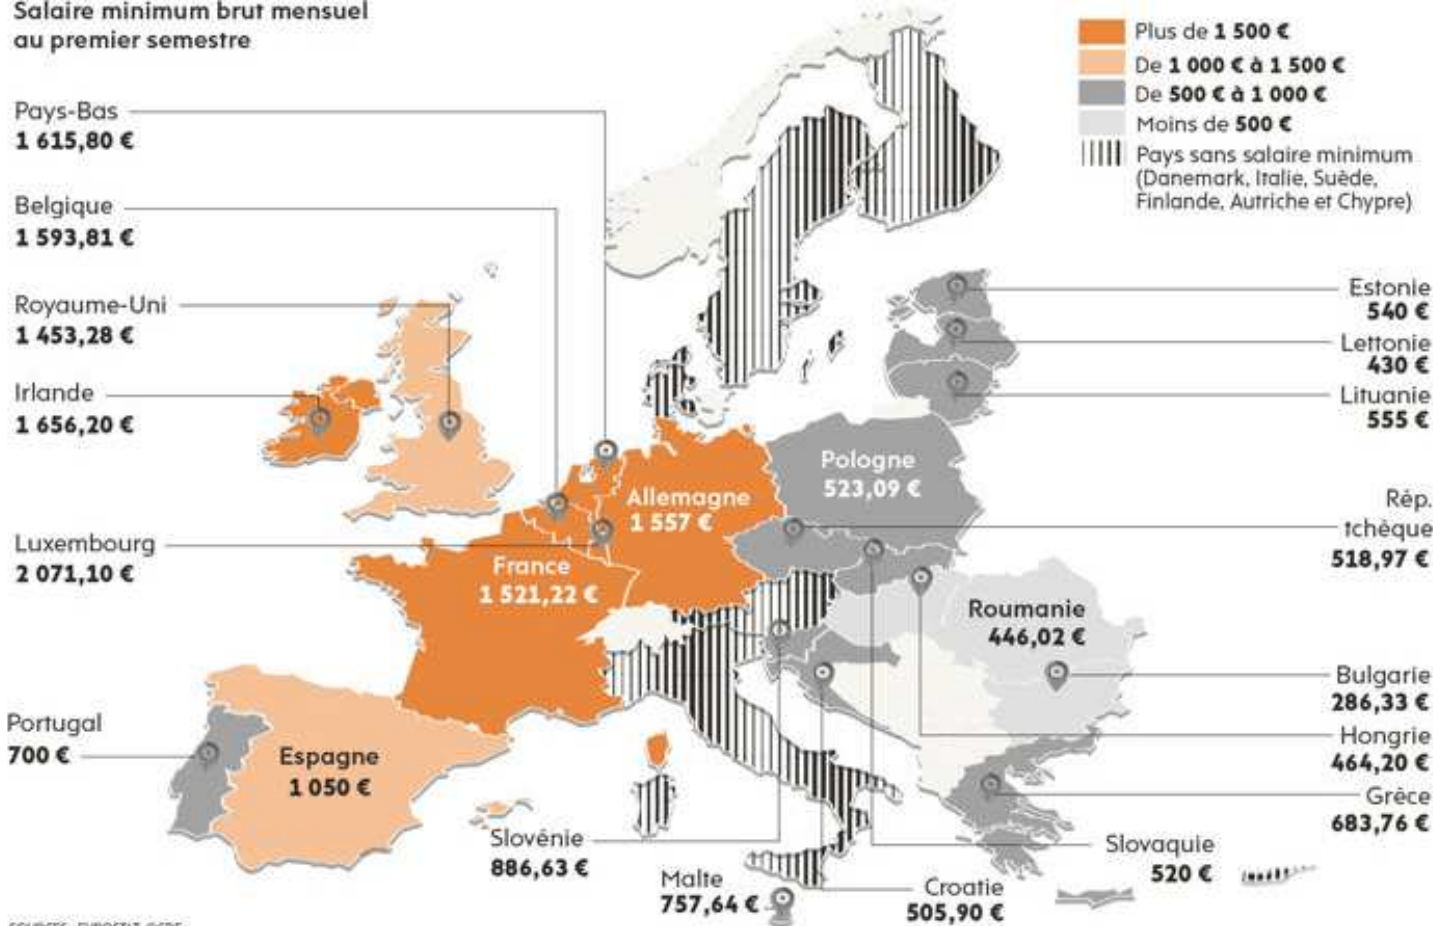 Salaire minimum brut mensuel
au premier semestre
Plus de 1 500 €
De 1 000 € à 1 500 €
De 500 € à 1 000 €
Moins de 500 €
Pays sans salaire minimum
(Danemark, Italie, Suède,
Finlande, Autriche et Chypre)
Pays-Bas
1 615,80 €
Belgique
1 593,81 €
Royaume-Uni
1 453,28 €
Irlande
1 656,20 €
Luxembourg
2 071,10 €
Allemagne
1 557 €
France
1 521,22 €
Pologne
523,09 €
Estonie
540 €
Lettonie
430 €
Lituanie
555 €
Rép.
tchèque
518,97 €
Roumanie
446,02 €
Bulgarie
286,33 €
Hongrie
464,20 €
Grèce
683,76 €
Portugal
700 €
Espagne
1 050 €
Slovénie
886,63 €
Malte
757,64 €
Croatie
505,90 €
Slovaquie
520 €